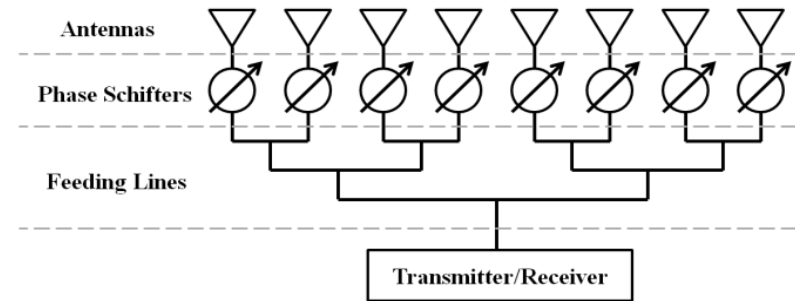 Antennas
Phase Schifters
Feeding Lines
Transmitter/Receiver